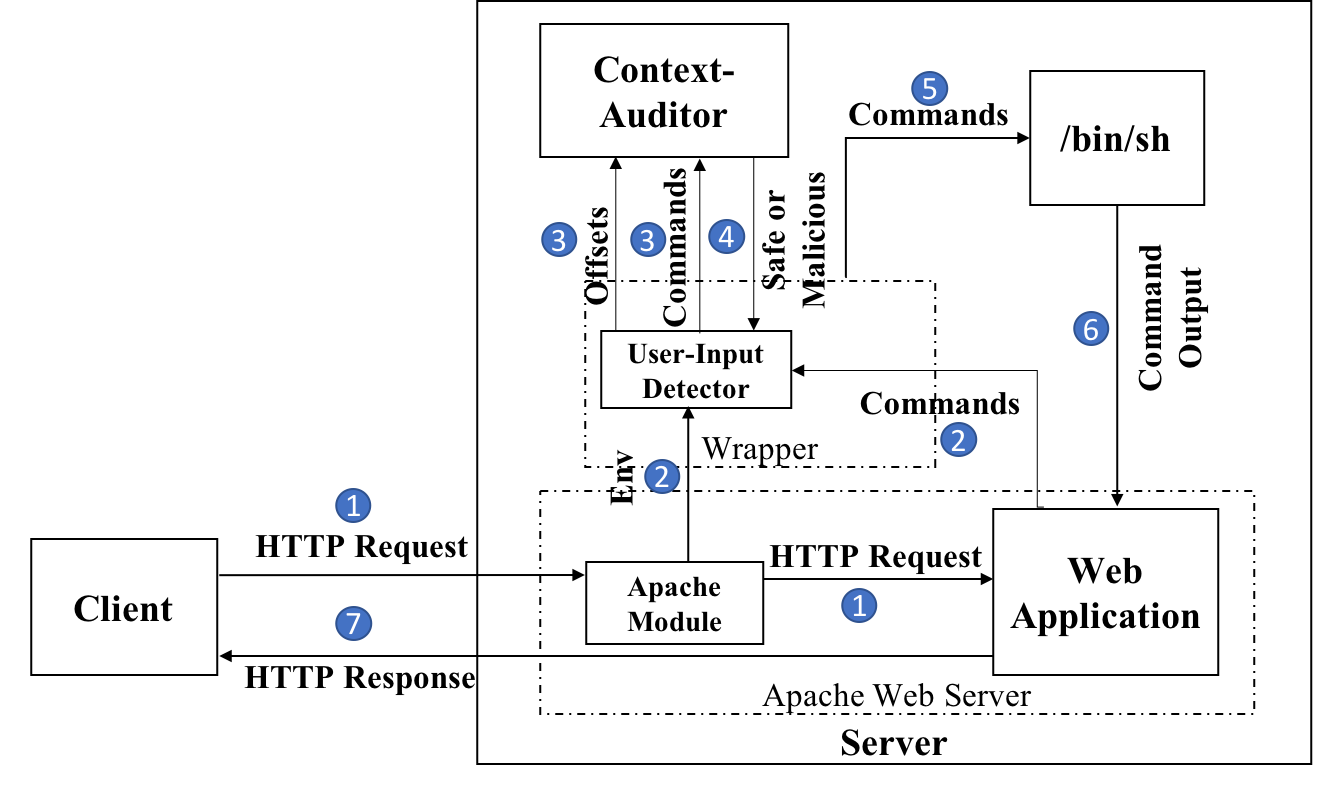 Context-
Auditor
5
Commands
/bin/sh
3
Offsets
3
Commands
4
Safe or
Malicious
6
Command
Output
User-Input
Detector
Commands
2
Wrapper
Env
2
1
HTTP Request
HTTP Request
1
Apache
Module
Web
Application
Client
7
HTTP Response
Apache Web Server
Server